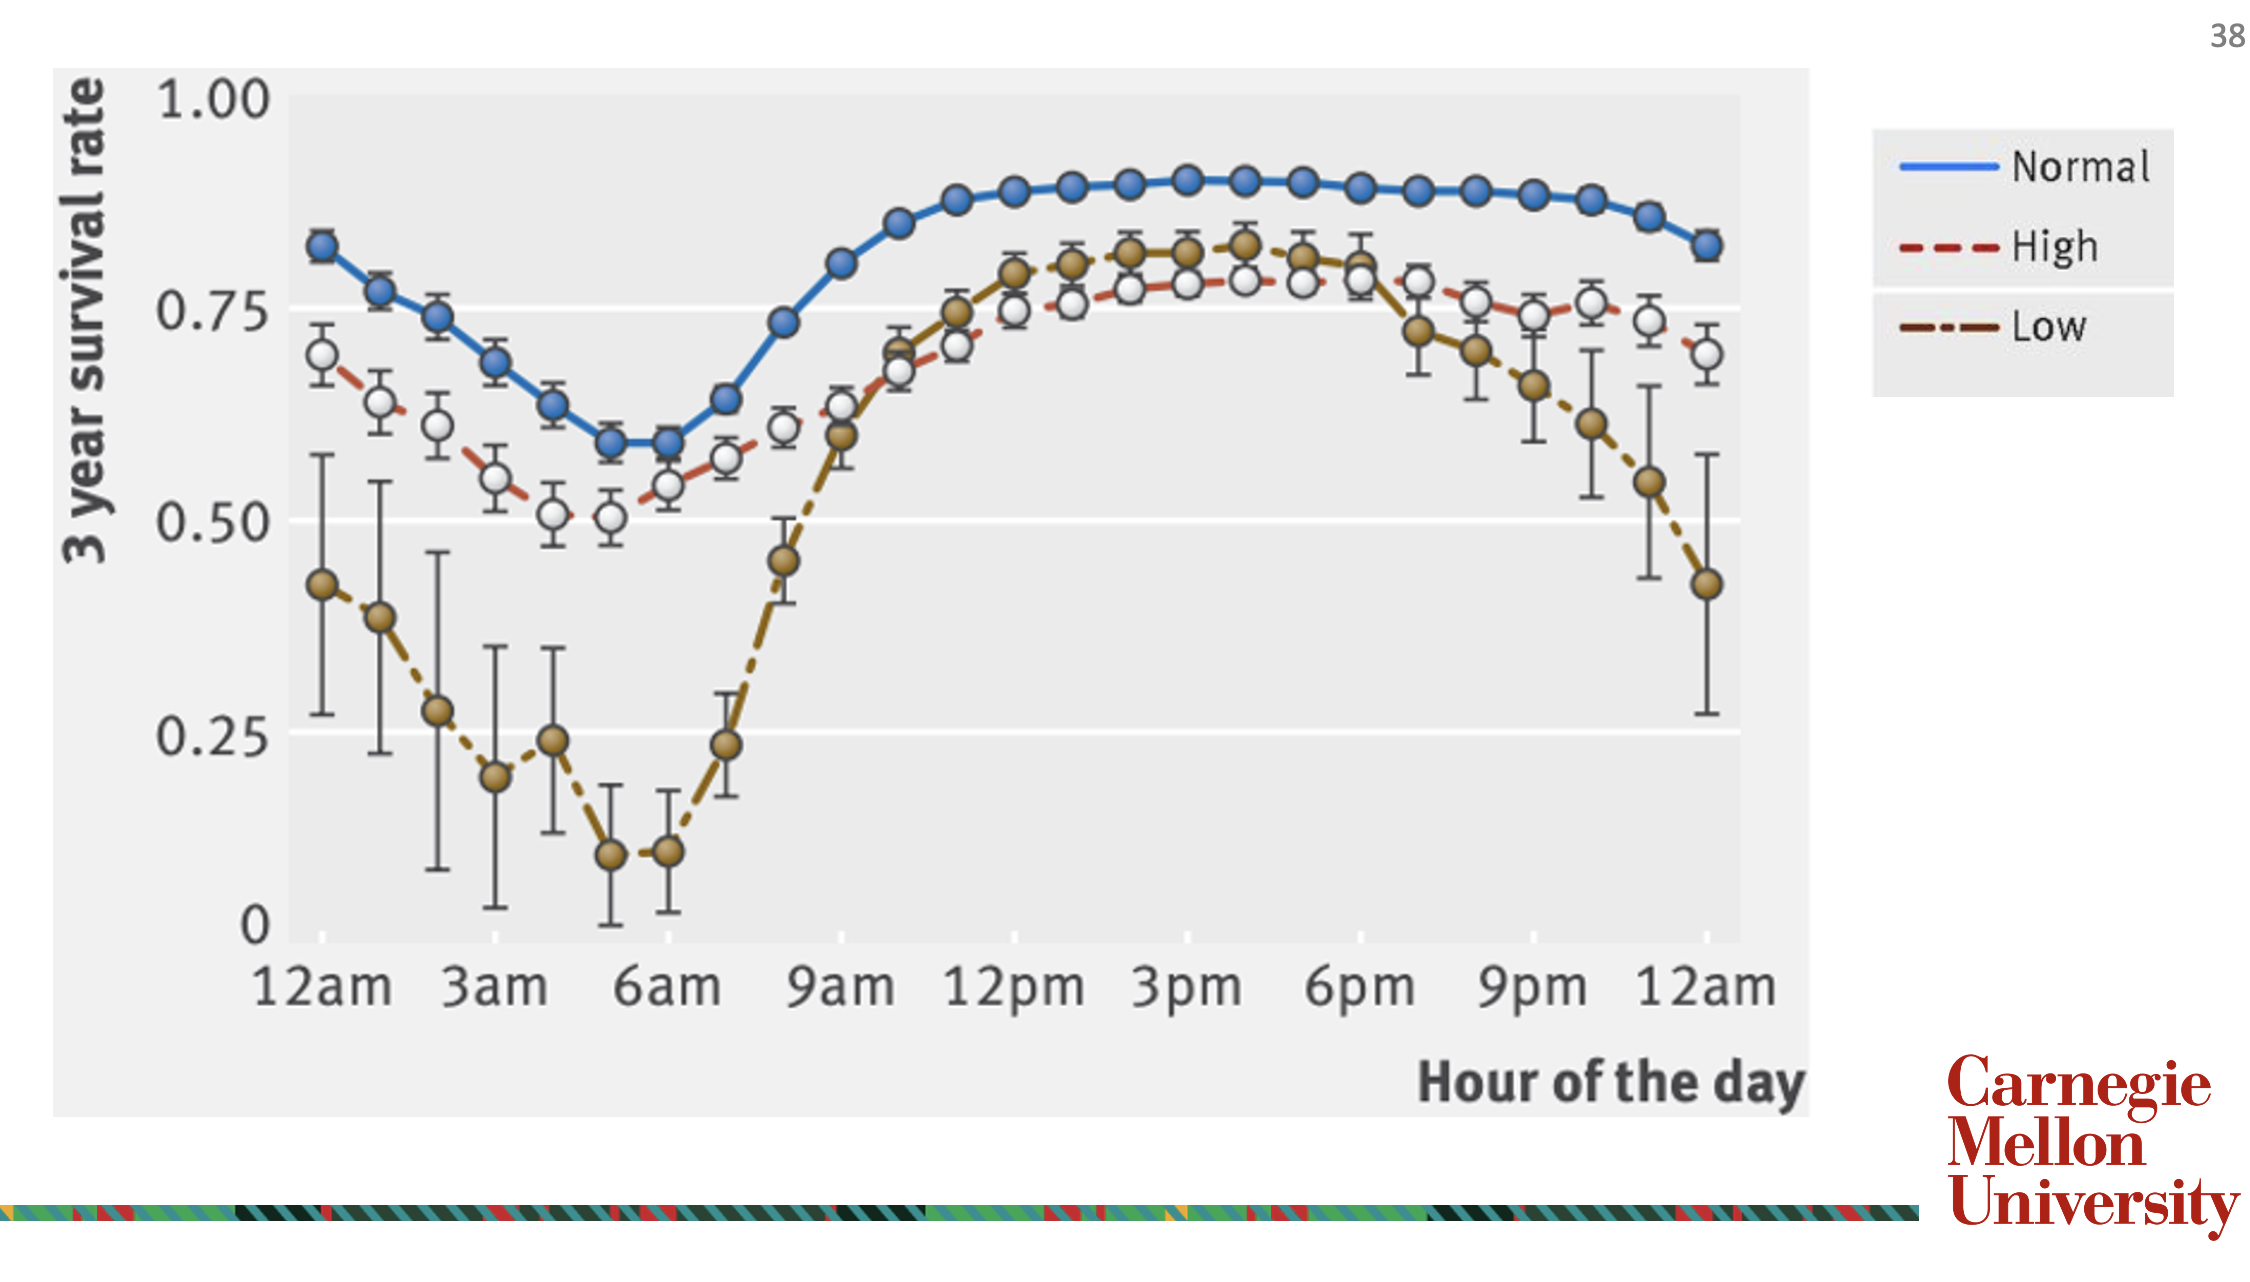 38
3 year survival rate
1.00
0.75
0.50
0.25
0
12am 3am 6am 9am 12pm 3pm 6pm 9pm 12am
Hour of the day
Normal
High
Low
Carnegie
Mellon
University